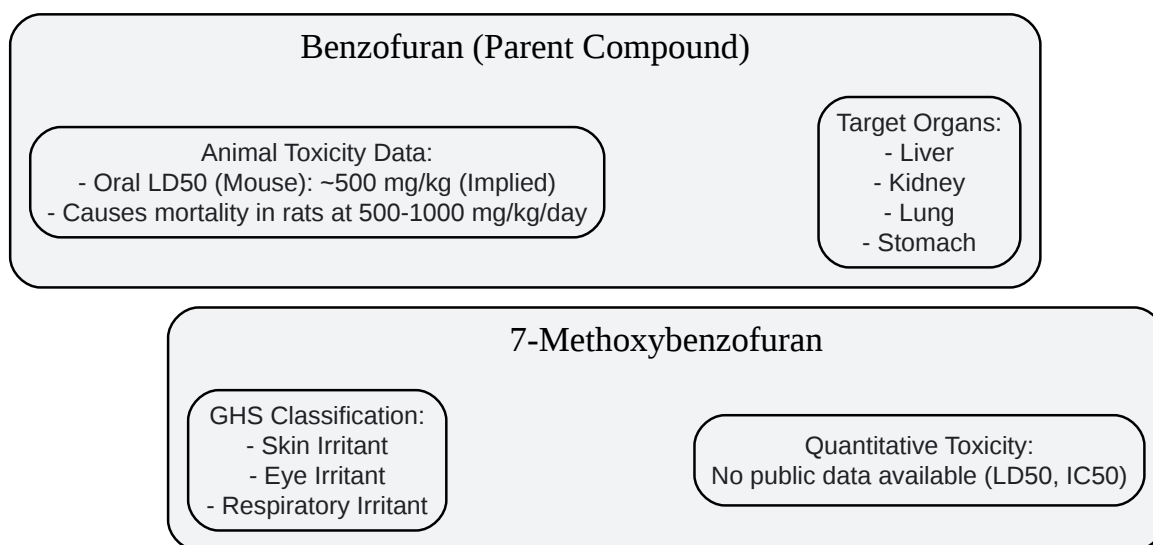 Benzofuran (Parent Compound)
Animal Toxicity Data:
- Oral LD50 (Mouse): ~500 mg/kg (Implied)
- Causes mortality in rats at 500-1000 mg/kg/day
Target Organs:
- Liver
- Kidney
- Lung
- Stomach
7-Methoxybenzofuran
GHS Classification:
- Skin Irritant
- Eye Irritant
- Respiratory Irritant
Quantitative Toxicity:
No public data available (LD50, IC50)